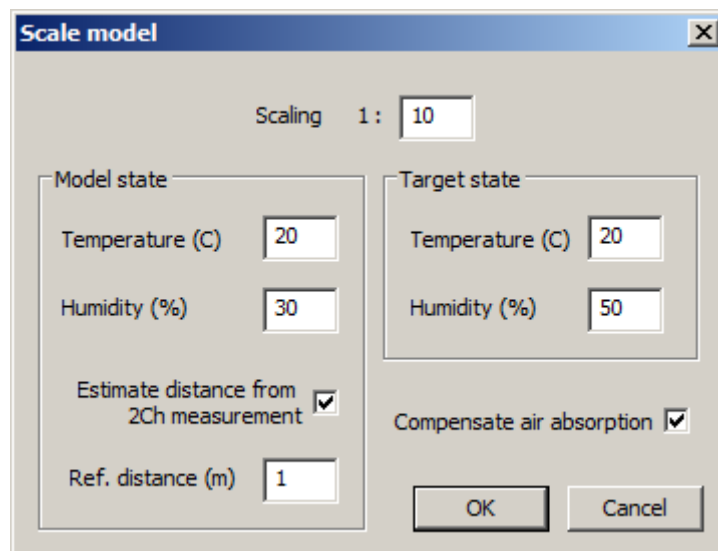 Scale model
Scaling 1 : 10
Model state
Temperature (C) 20
Humidity (%) 30
Estimate distance from
2Ch measurement
Ref. distance (m) 1
Target state
Temperature (C) 20
Humidity (%) 50
Compensate air absorption
OK Cancel